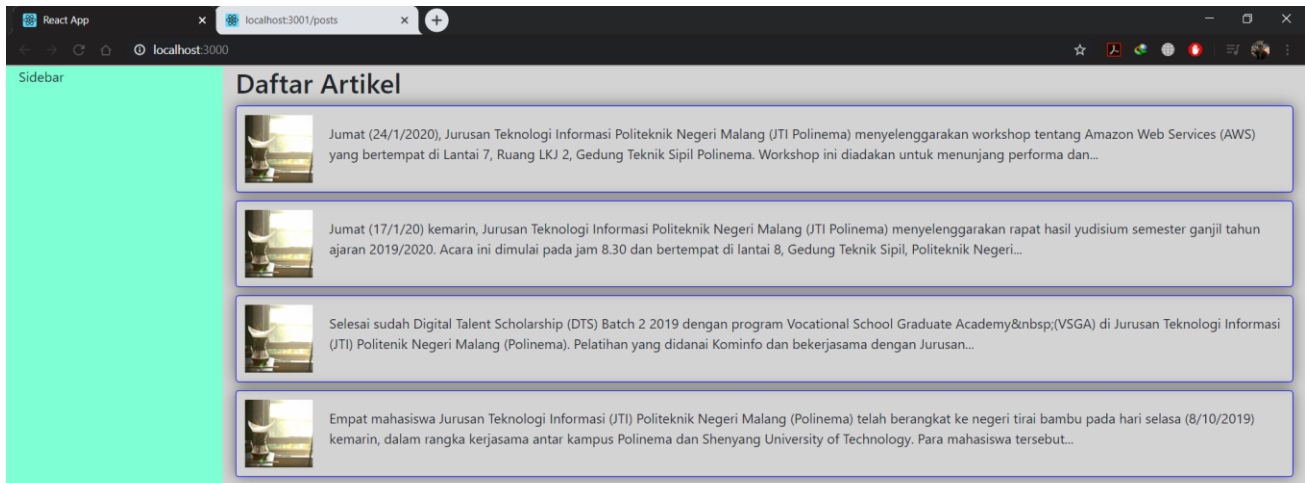 React App
localhost:3001/posts
localhost:3000
Sidebar
Daftar Artikel
Jumat (24/1/2020), Jurusan Teknologi Informasi Politeknik Negeri Malang (JTI Polinema) menyelenggarakan workshop tentang Amazon Web Services (AWS)
yang bertempat di Lantai 7, Ruang LKJ 2, Gedung Teknik Sipil Polinema. Workshop ini diadakan untuk menunjang performa dan...
Jumat (17/1/20) kemarin, Jurusan Teknologi Informasi Politeknik Negeri Malang (JTI Polinema) menyelenggarakan rapat hasil yudisium semester ganjil tahun
ajaran 2019/2020. Acara ini dimulai pada jam 8.30 dan bertempat di lantai 8, Gedung Teknik Sipil, Politeknik Negeri...
Selesai sudah Digital Talent Scholarship (DTS) Batch 2 2019 dengan program Vocational School Graduate Academy&nbsp;(VSGA) di Jurusan Teknologi Informasi
(JTI) Politenik Negeri Malang (Polinema). Pelatihan yang didanai Kominfo dan bekerjasama dengan Jurusan...
Empat mahasiswa Jurusan Teknologi Informasi (JTI) Politeknik Negeri Malang (Polinema) telah berangkat ke negeri tirai bambu pada hari selasa (8/10/2019)
kemarin, dalam rangka kerjasama antar kampus Polinema dan Shenyang University of Technology. Para mahasiswa tersebut...